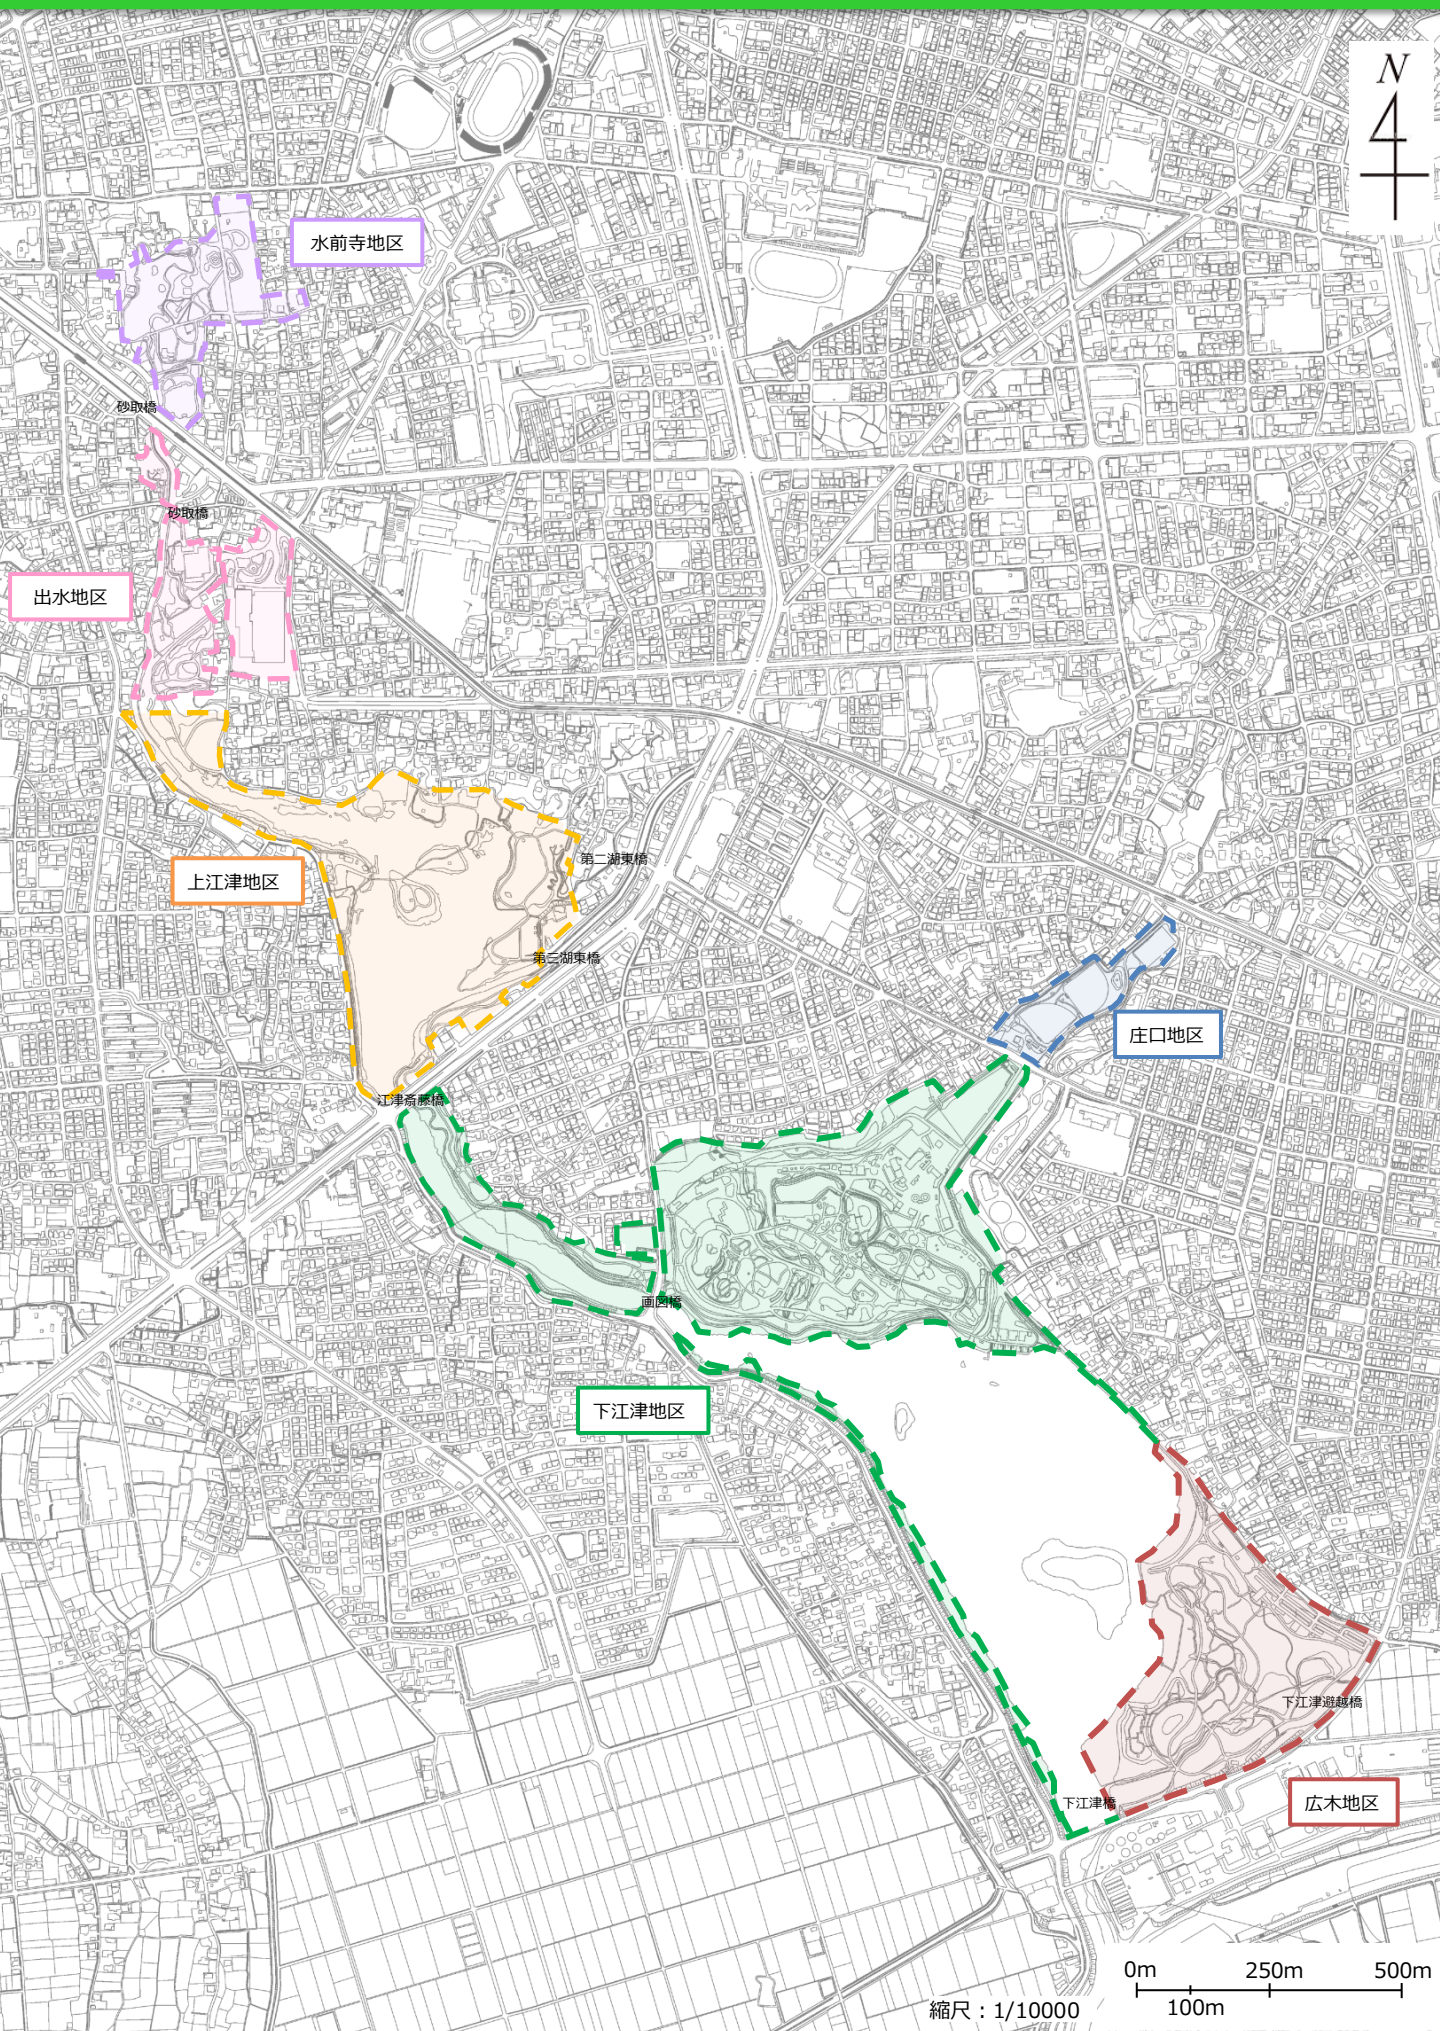 N
水前寺地区
砂取橋
砂取橋
出水地区
第二湖東橋
上江津地区
第三湖東橋
庄口地区
江津斎藤橋
画図橋
下江津地区
下江津避越橋
下江津橋
広木地区
0m 250m 500m
100m
縮尺：1/10000